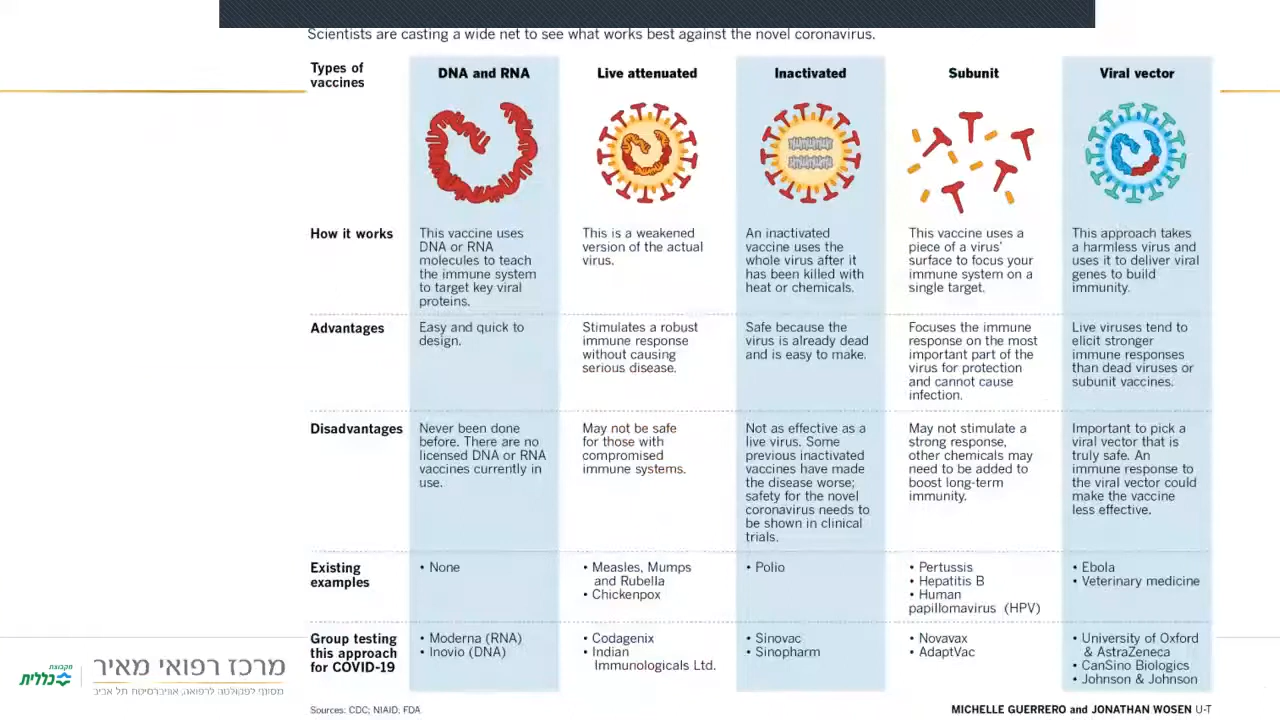 Scientists are casting a wide net to see what works best against the novel coronavirus.
Types of
vaccines
DNA and RNA
Live attenuated
Inactivated
Subunit
Viral vector
How it works
This vaccine uses
DNA or RNA
molecules to teach
the immune system
to target key viral
proteins.
This is a weakened
version of the actual
virus.
An inactivated
vaccine uses the
whole virus after it
has been killed with
heat or chemicals.
This vaccine uses a
piece of a virus’
surface to focus your
immune system on a
single target.
This approach takes
a harmless virus and
uses it to deliver viral
genes to build
immunity.
Advantages
Easy and quick to
design.
Stimulates a robust
immune response
without causing
serious disease.
Safe because the
virus is already dead
and is easy to make.
Focuses the immune
response on the most
important part of the
virus for protection
and cannot cause
infection.
Live viruses tend to
elicit stronger
immune responses
than dead viruses or
subunit vaccines.
Disadvantages
Never been done
before. There are no
licensed DNA or RNA
vaccines currently in
use.
May not be safe
for those with
compromised
immune systems.
Not as effective as a
live virus. Some
previous inactivated
vaccines have made
the disease worse;
safety for the novel
coronavirus needs to
be shown in clinical
trials.
May not stimulate a
strong response,
other chemicals may
need to be added to
boost long-term
immunity.
Important to pick a
viral vector that is
truly safe. An
immune response to
the viral vector could
make the vaccine
less effective.
Existing
examples
• None
• Measles, Mumps
and Rubella
• Chickenpox
• Polio
• Pertussis
• Hepatitis B
• Human
papillomavirus (HPV)
• Ebola
• Veterinary medicine
Group testing
this approach
for COVID-19
• Moderna (RNA)
• Inovio (DNA)
• Codagenix
• Indian
Immunologicals Ltd.
• Sinovac
• Sinopharm
• Novavax
• AdaptVac
• University of Oxford
& AstraZeneca
• CanSino Biologics
• Johnson & Johnson
Sources: CDC; NIAID; FDA
MICHELLE GUERRERO and JONATHAN WOSEN U-T
מרכז רפואי מאיר
מסונף לפקולטה לרפואה, אוניברסיטת תל אביב
קבוצת
כללית